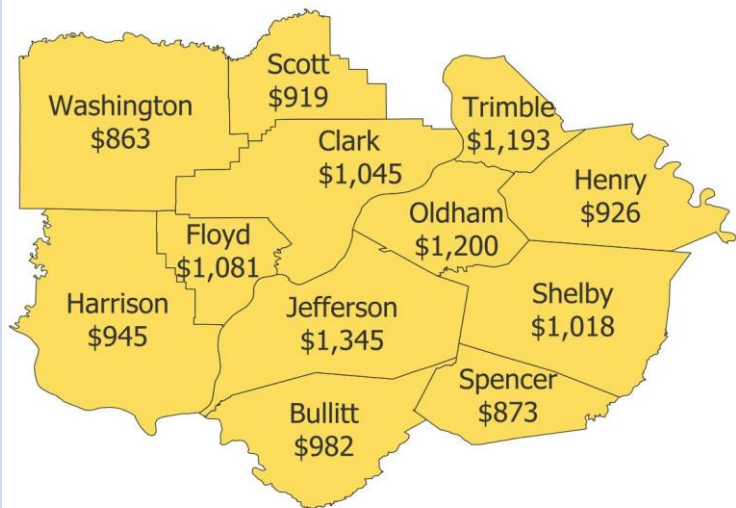 Scott
$919
Washington
$863
Trimble
$1,193
Clark
$1,045
Henry
$926
Oldham
$1,200
Floyd
$1,081
Harrison
$945
Jefferson
$1,345
Shelby
$1,018
Spencer
$873
Bullitt
$982